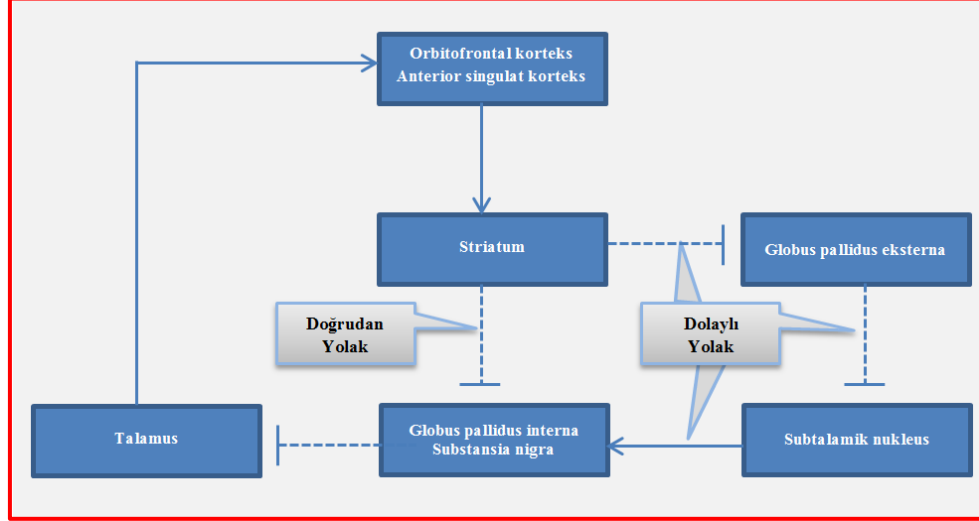 Orbitofrontal korteks
Anterior singulat korteks
Striatum
Globus pallidus eksterna
Doğrudan
Yolak
Dolaylı
Yolak
Talamus
Globus pallidus interna
Substansia nigra
Subtalamik nukleus